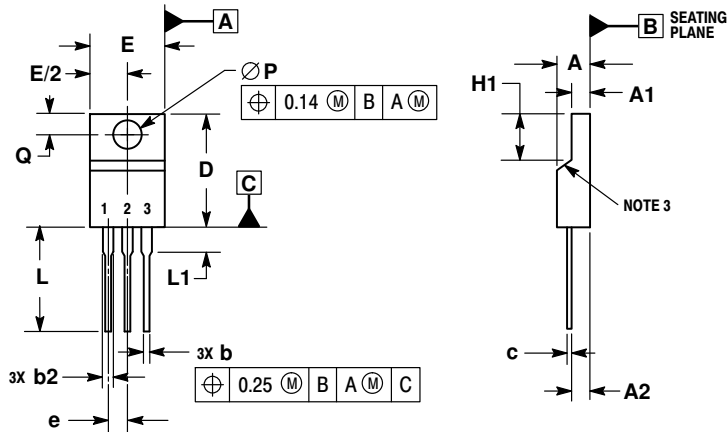 A
E
E/2
∅ P
⌖ 0.14 Ⓜ B A Ⓜ
Q
D
C
1 2 3
L
L1
3X b
3X b2
⌖ 0.25 Ⓜ B A Ⓜ C
e
B SEATING
PLANE
A
H1
A1
NOTE 3
c
A2